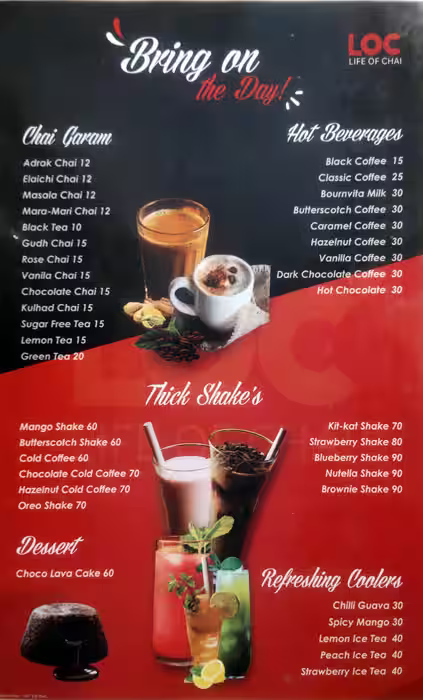 Bring on
the Day!
LOC
LIFE OF CHAI
Chai Garam
Adrak Chai 12
Elaichi Chai 12
Masala Chai 12
Mara-Mari Chai 12
Black Tea 10
Gudh Chai 15
Rose Chai 15
Vanila Chai 15
Chocolate Chai 15
Kulhad Chai 15
Sugar Free Tea 15
Lemon Tea 15
Green Tea 20
Hot Beverages
Black Coffee 15
Classic Coffee 25
Bournvita Milk 30
Butterscotch Coffee 30
Caramel Coffee 30
Hazelnut Coffee 30
Vanilla Coffee 30
Dark Chocolate Coffee 30
Hot Chocolate 30
Thick Shake's
Mango Shake 60
Butterscotch Shake 60
Cold Coffee 60
Chocolate Cold Coffee 70
Hazelnut Cold Coffee 70
Oreo Shake 70
Kit-kat Shake 70
Strawberry Shake 80
Blueberry Shake 90
Nutella Shake 90
Brownie Shake 90
Dessert
Choco Lava Cake 60
Refreshing Coolers
Chilli Guava 30
Spicy Mango 30
Lemon Ice Tea 40
Peach Ice Tea 40
Strawberry Ice Tea 40